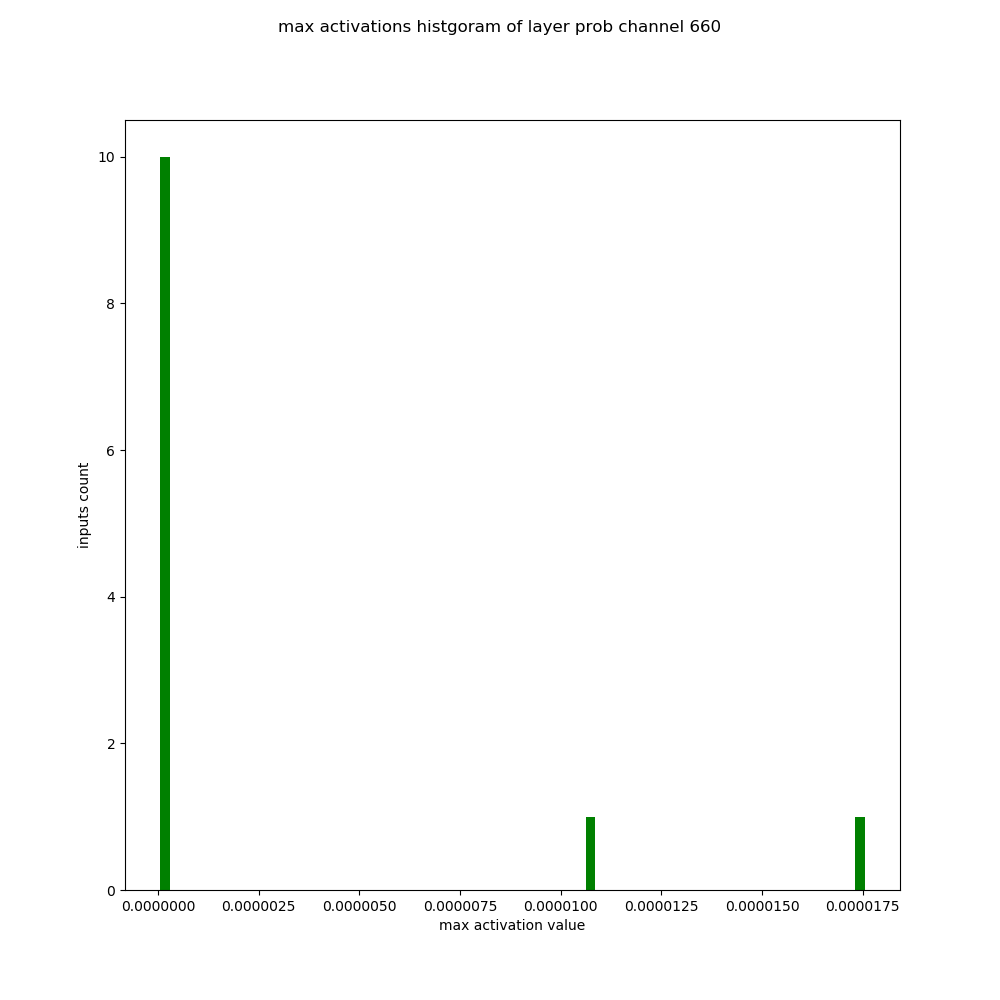 max activations histgoram of layer prob channel 660
10
8
6
4
2
0
inputs count
0.0000000 0.0000025 0.0000050 0.0000075 0.0000100 0.0000125 0.0000150 0.0000175
max activation value